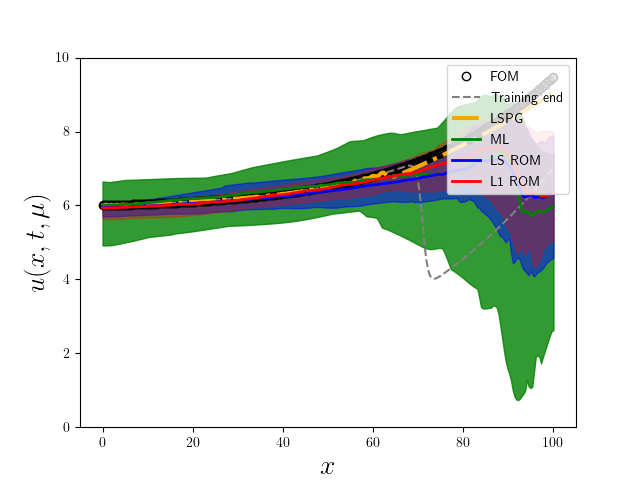 10
8
6
4
2
0
u(x, t, μ)
0
20
40
60
80
100
x
FOM
Training end
LSPG
ML
LS ROM
L1 ROM